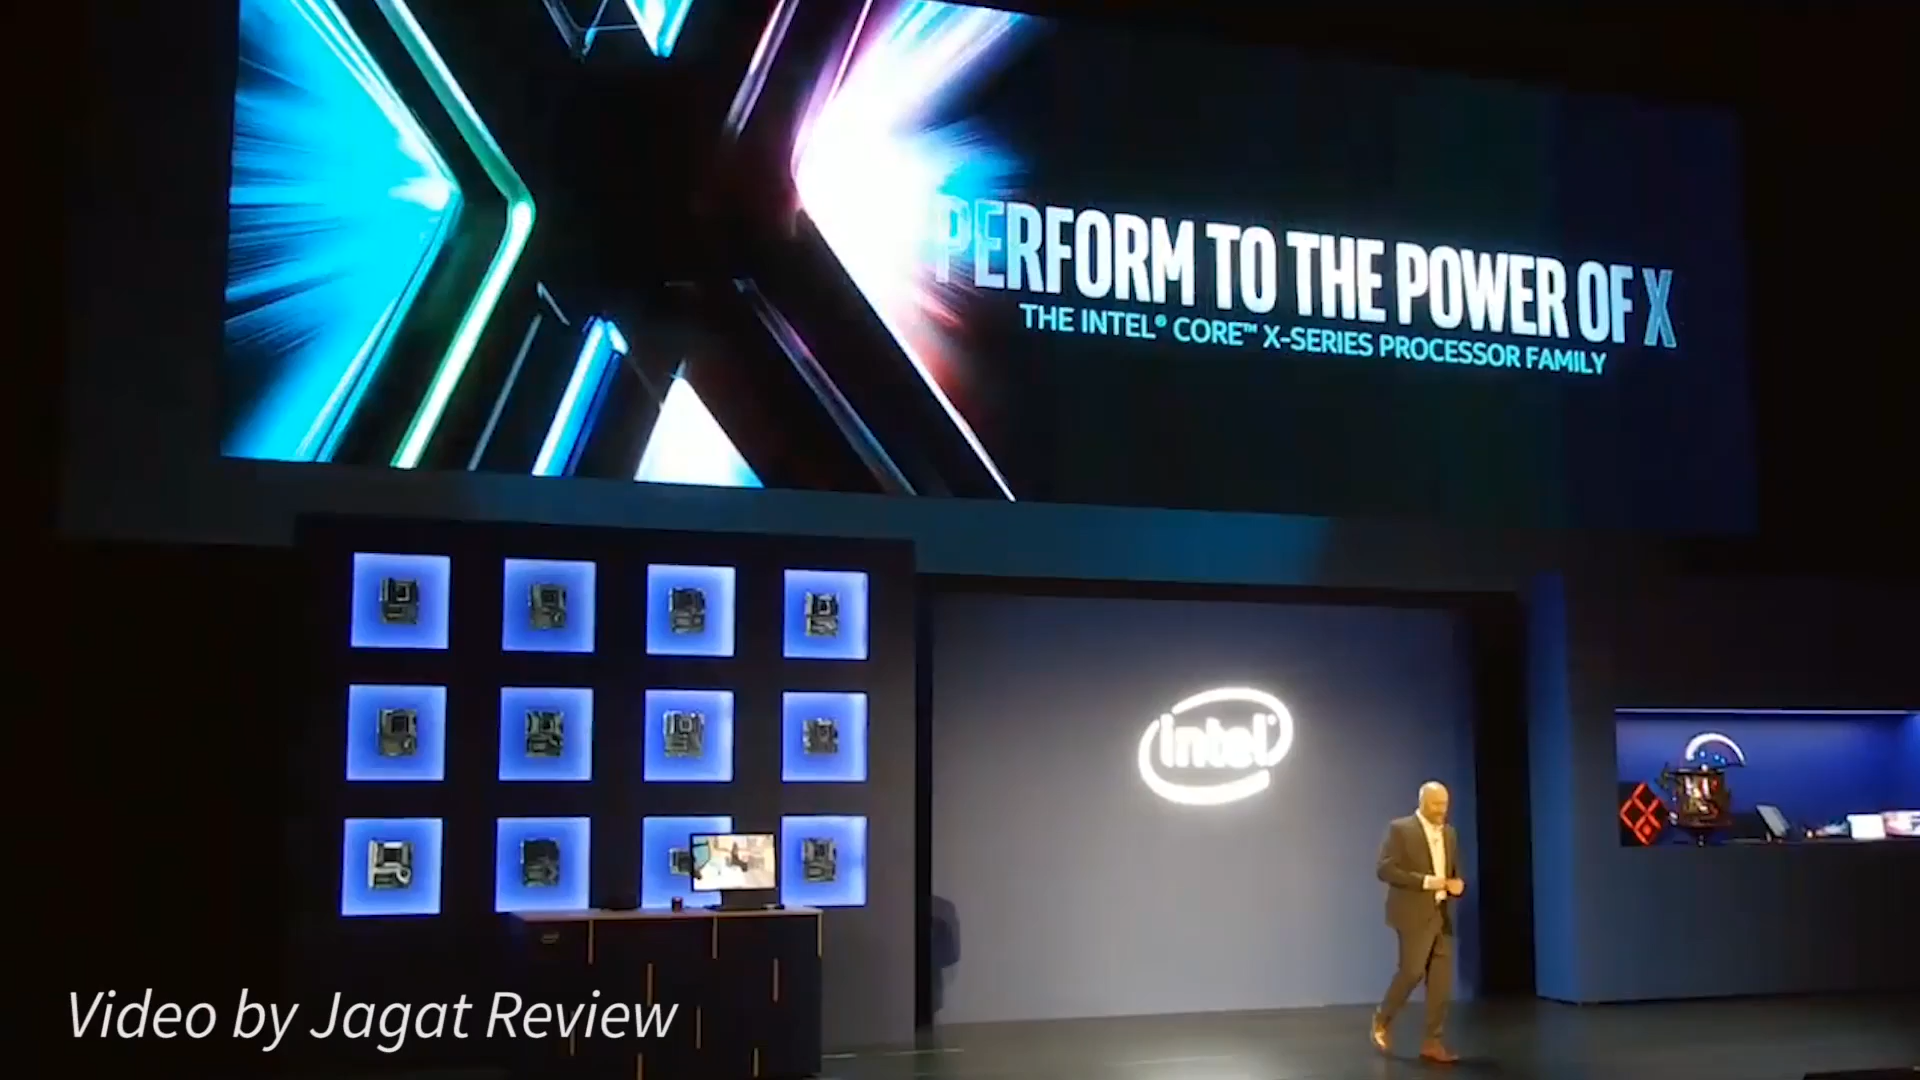 PERFORM TO THE POWER OF X
THE INTEL® CORE™ X-SERIES PROCESSOR FAMILY
intel®
Video by Jagat Review